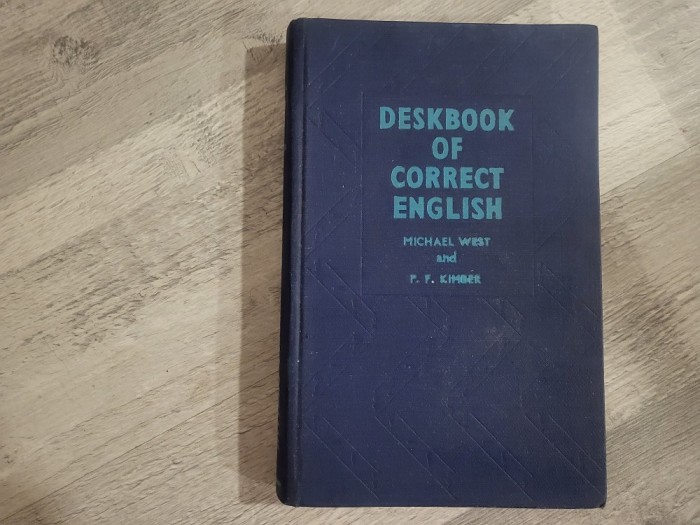 DESKBOOK
OF
CORRECT
ENGLISH
MICHAEL WEST
and
P. F. KIMBER